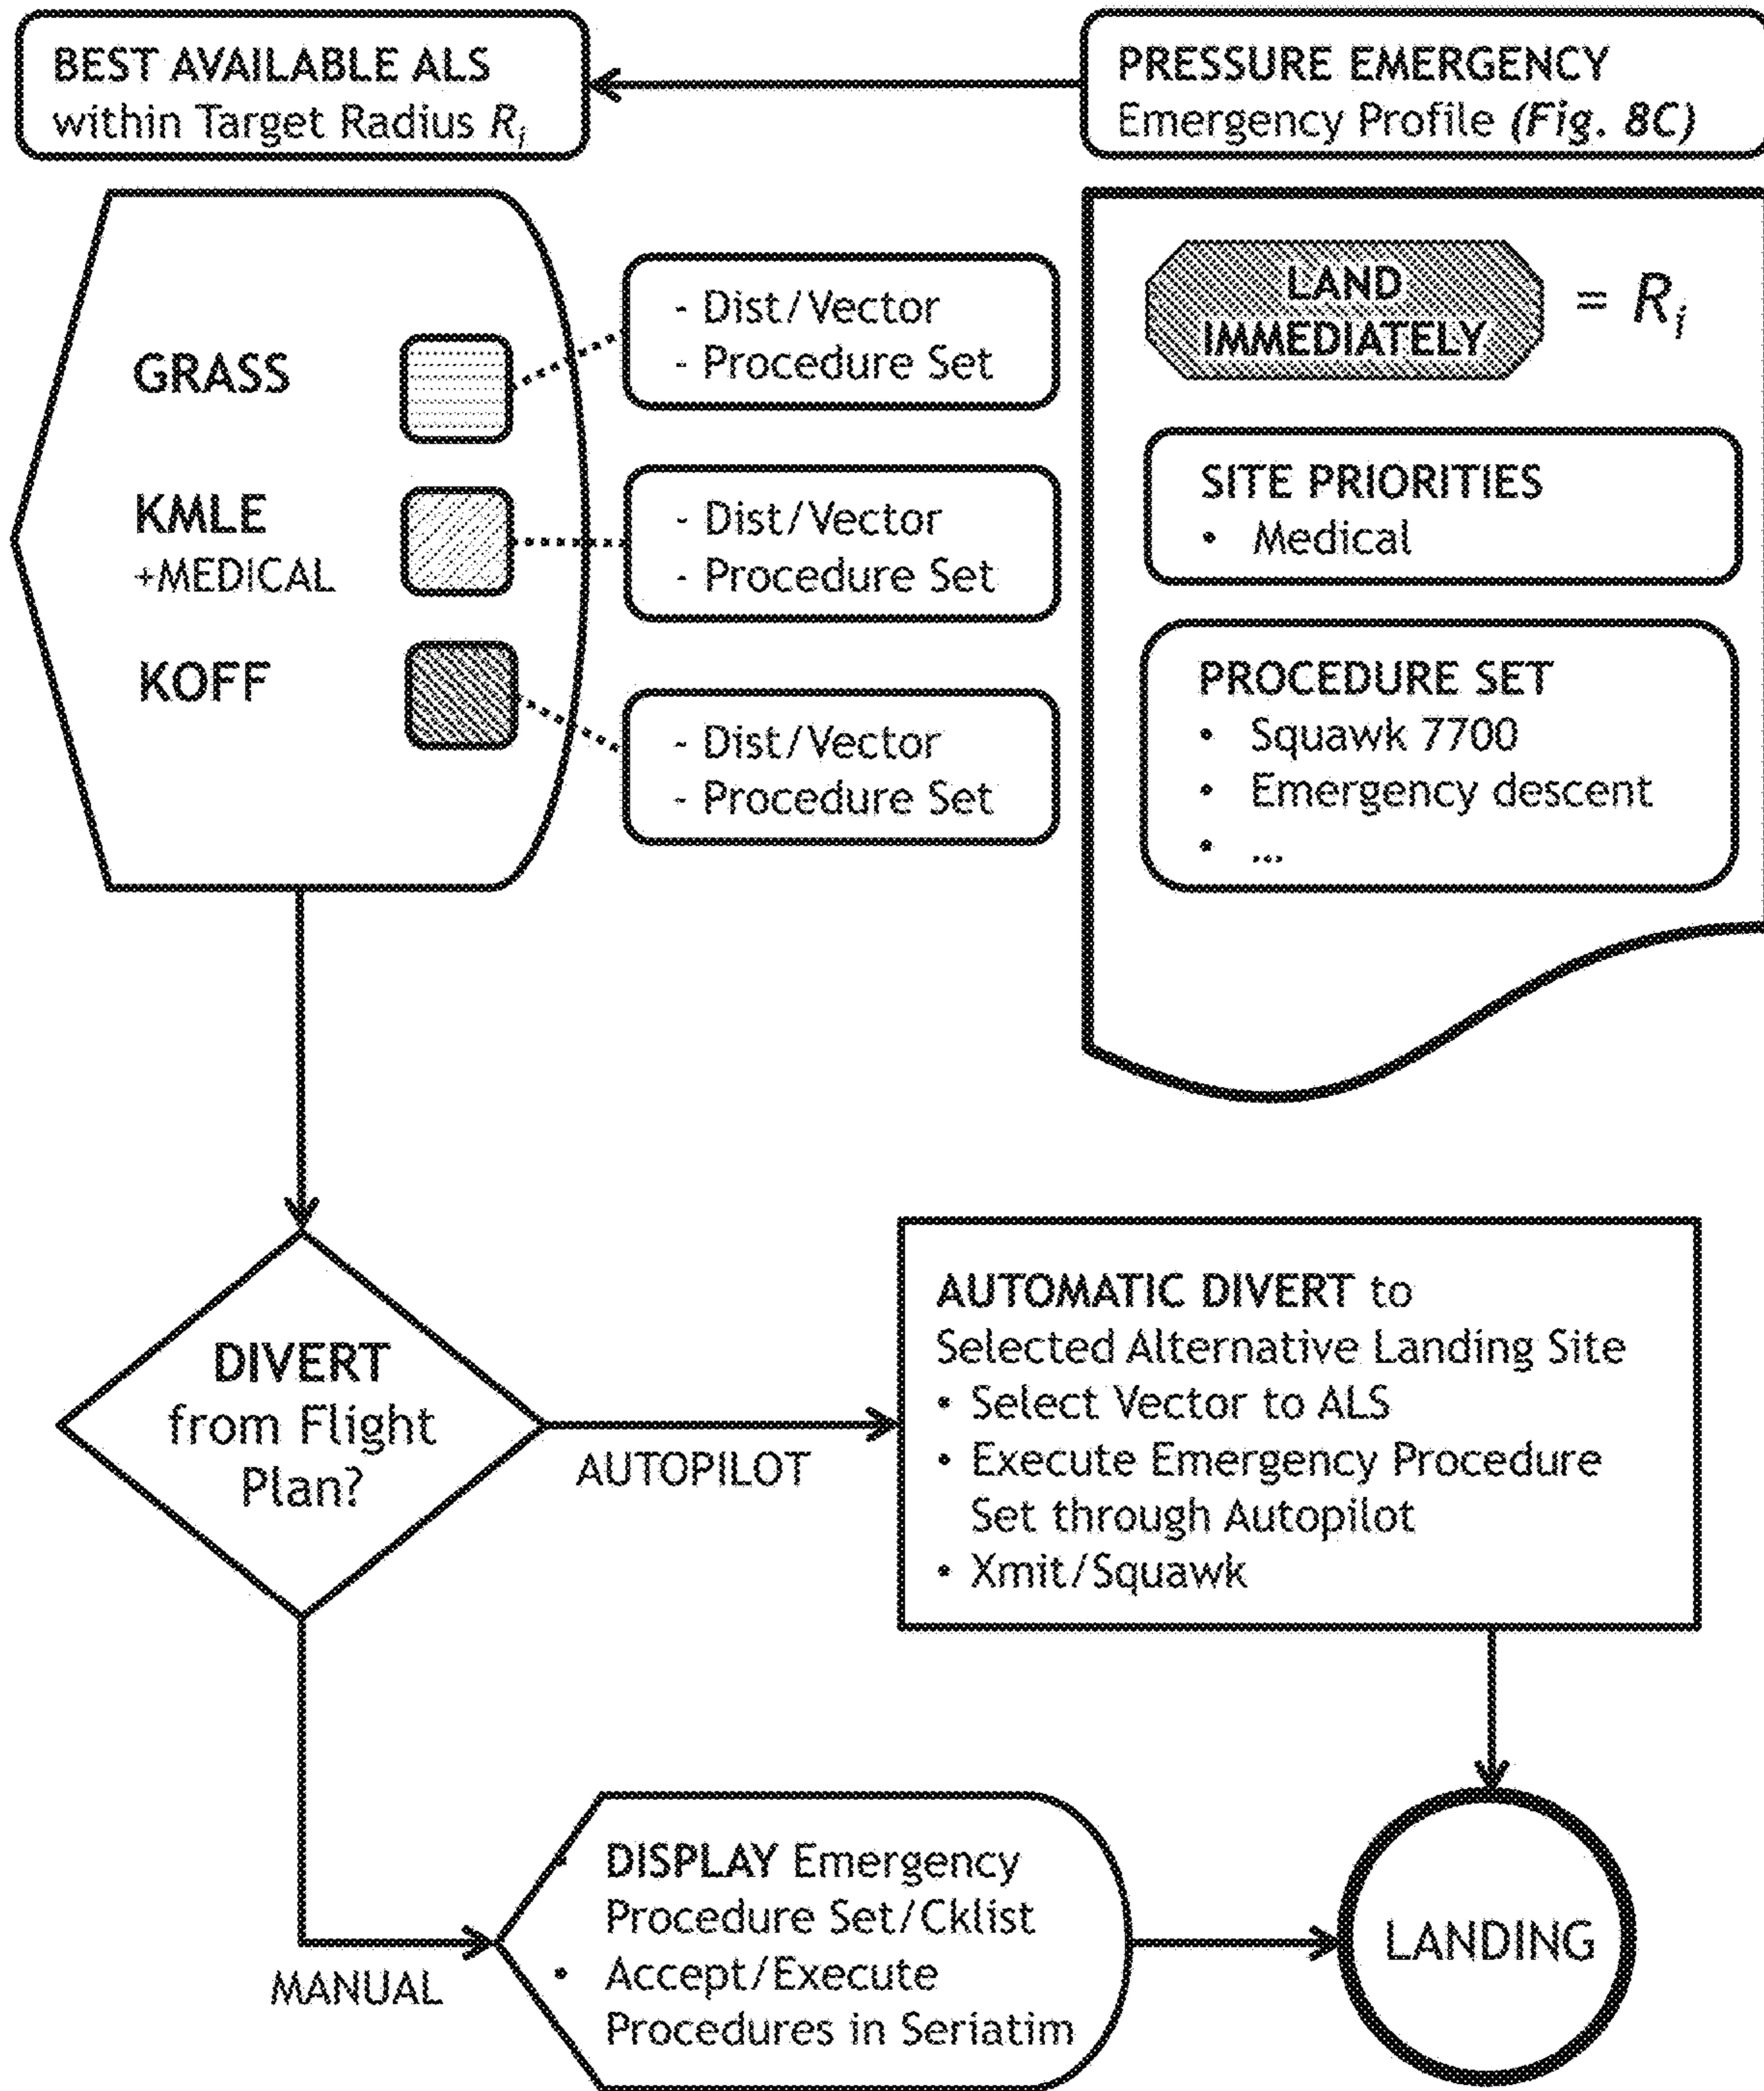 BEST AVAILABLE ALS
within Target Radius Ri
PRESSURE EMERGENCY
Emergency Profile (Fig. 8C)
GRASS
KMLE
+MEDICAL
KOFF
- Dist/Vector
- Procedure Set
- Dist/Vector
- Procedure Set
- Dist/Vector
- Procedure Set
LAND
IMMEDIATELY
= Ri
SITE PRIORITIES
• Medical
PROCEDURE SET
• Squawk 7700
• Emergency descent
• ...
DIVERT
from Flight
Plan?
AUTOPILOT
AUTOMATIC DIVERT to
Selected Alternative Landing Site
• Select Vector to ALS
• Execute Emergency Procedure
Set through Autopilot
• Xmit/Squawk
MANUAL
• DISPLAY Emergency
Procedure Set/Cklist
• Accept/Execute
Procedures in Seriatim
LANDING